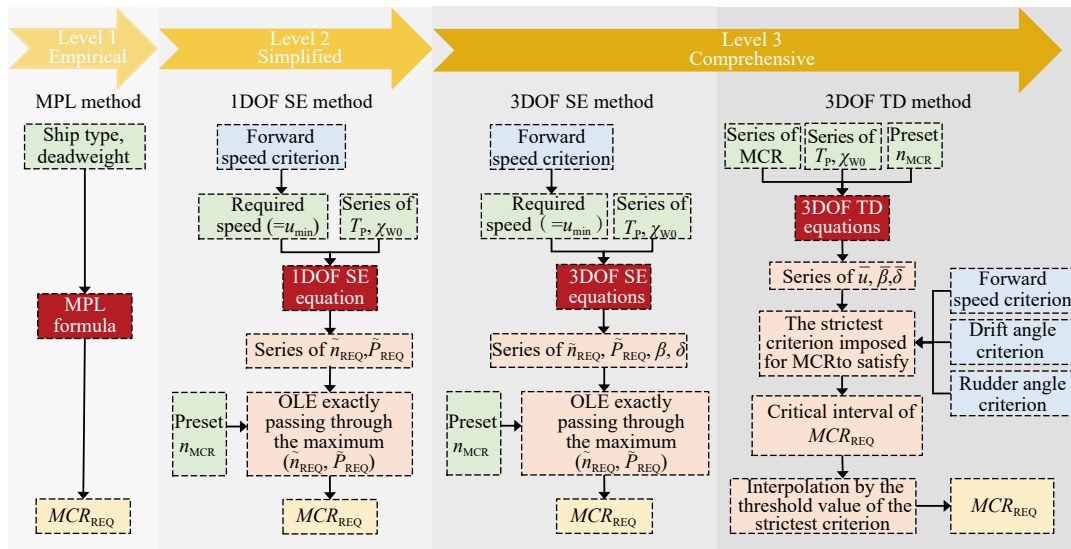 Level 1
Empirical
Level 2
Simplified
Level 3
Comprehensive
MPL method
Ship type,
deadweight
MPL
formula
MCR_REQ
1DOF SE method
Forward
speed criterion
Required
speed (=u_min)
Series of
T_P, χ_W0
1DOF SE
equation
Series of ñ_REQ,P̃_REQ
Preset
n_MCR
OLE exactly
passing through
the maximum
(ñ_REQ, P̃_REQ)
MCR_REQ
3DOF SE method
Forward
speed criterion
Required
speed (=u_min)
Series of
T_P, χ_W0
3DOF SE
equations
Series of ñ_REQ, P̃_REQ, β, δ
Preset
n_MCR
OLE exactly
passing through
the maximum
(ñ_REQ, P̃_REQ)
MCR_REQ
3DOF TD method
Series of
MCR
Series of
T_P, χ_W0
Preset
n_MCR
3DOF TD
equations
Series of u̅, β̅,δ̅
Forward
speed criterion
Drift angle
criterion
Rudder angle
criterion
The strictest
criterion imposed
for MCRto satisfy
Critical interval of
MCR_REQ
Interpolation by the
threshold value of the
strictest criterion
MCR_REQ